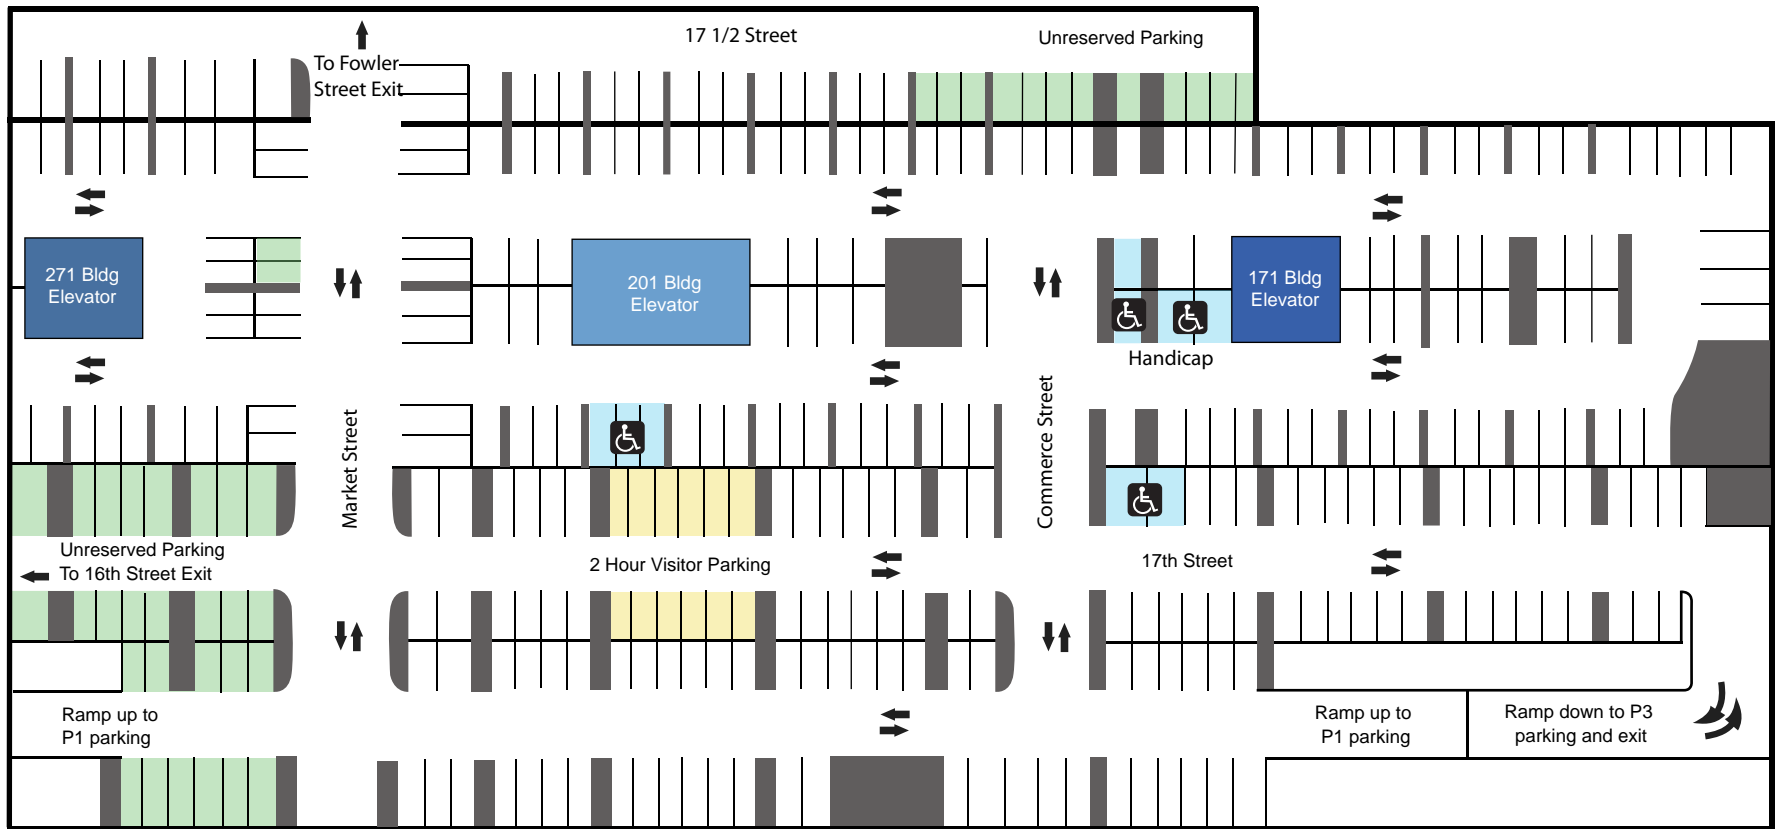 17 1/2 Street
Unreserved Parking
To Fowler
Street Exit
271 Bldg
Elevator
201 Bldg
Elevator
171 Bldg
Elevator
Handicap
Market Street
Commerce Street
Unreserved Parking
To 16th Street Exit
2 Hour Visitor Parking
17th Street
Ramp up to
P1 parking
Ramp up to
P1 parking
Ramp down to P3
parking and exit